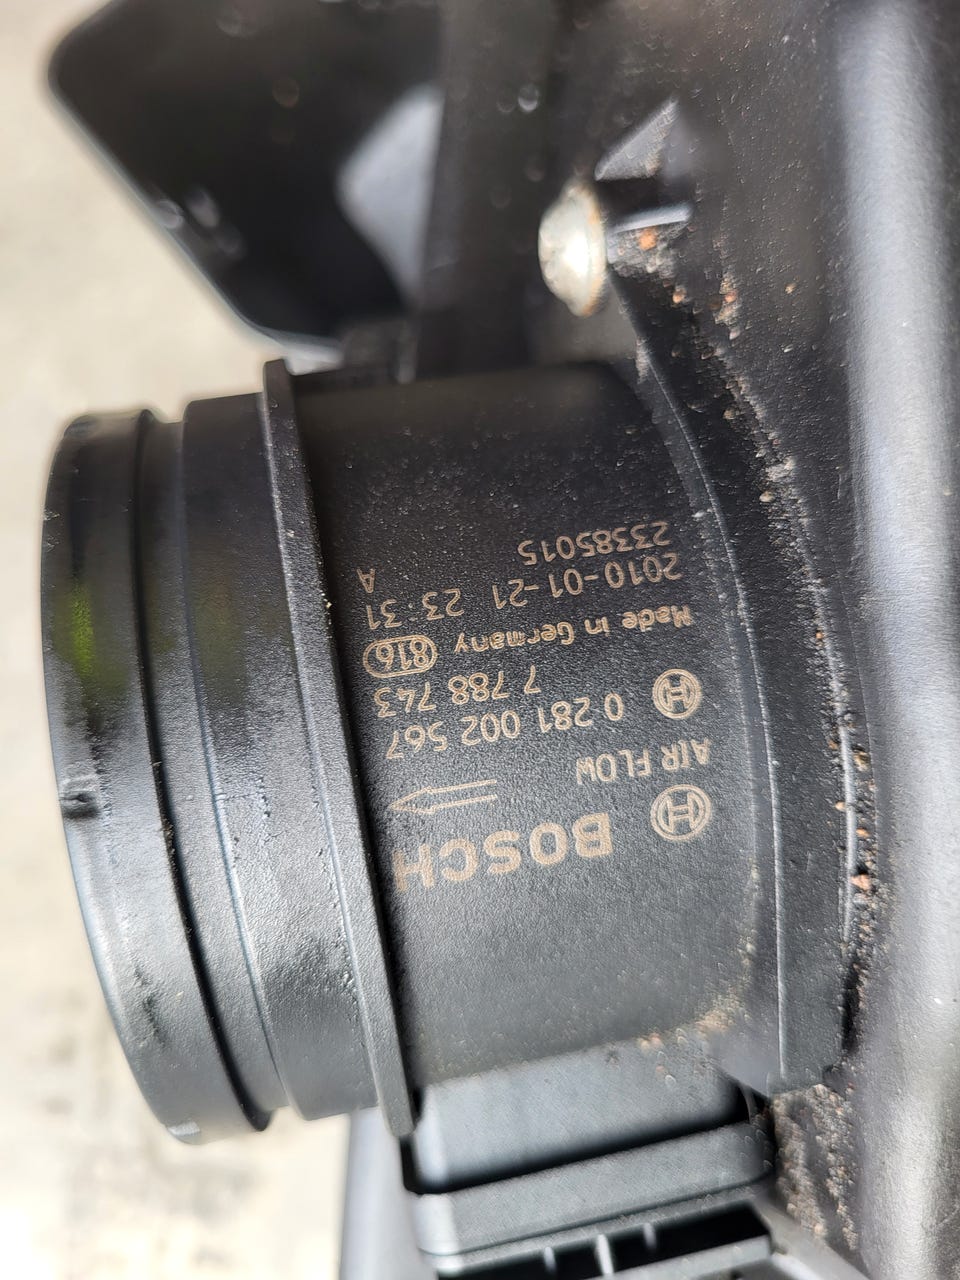 BOSCH
AIR FLOW
0 281 002 567
7 788 743
Made in Germany 816
2010-01-21 23:31
23385015 A